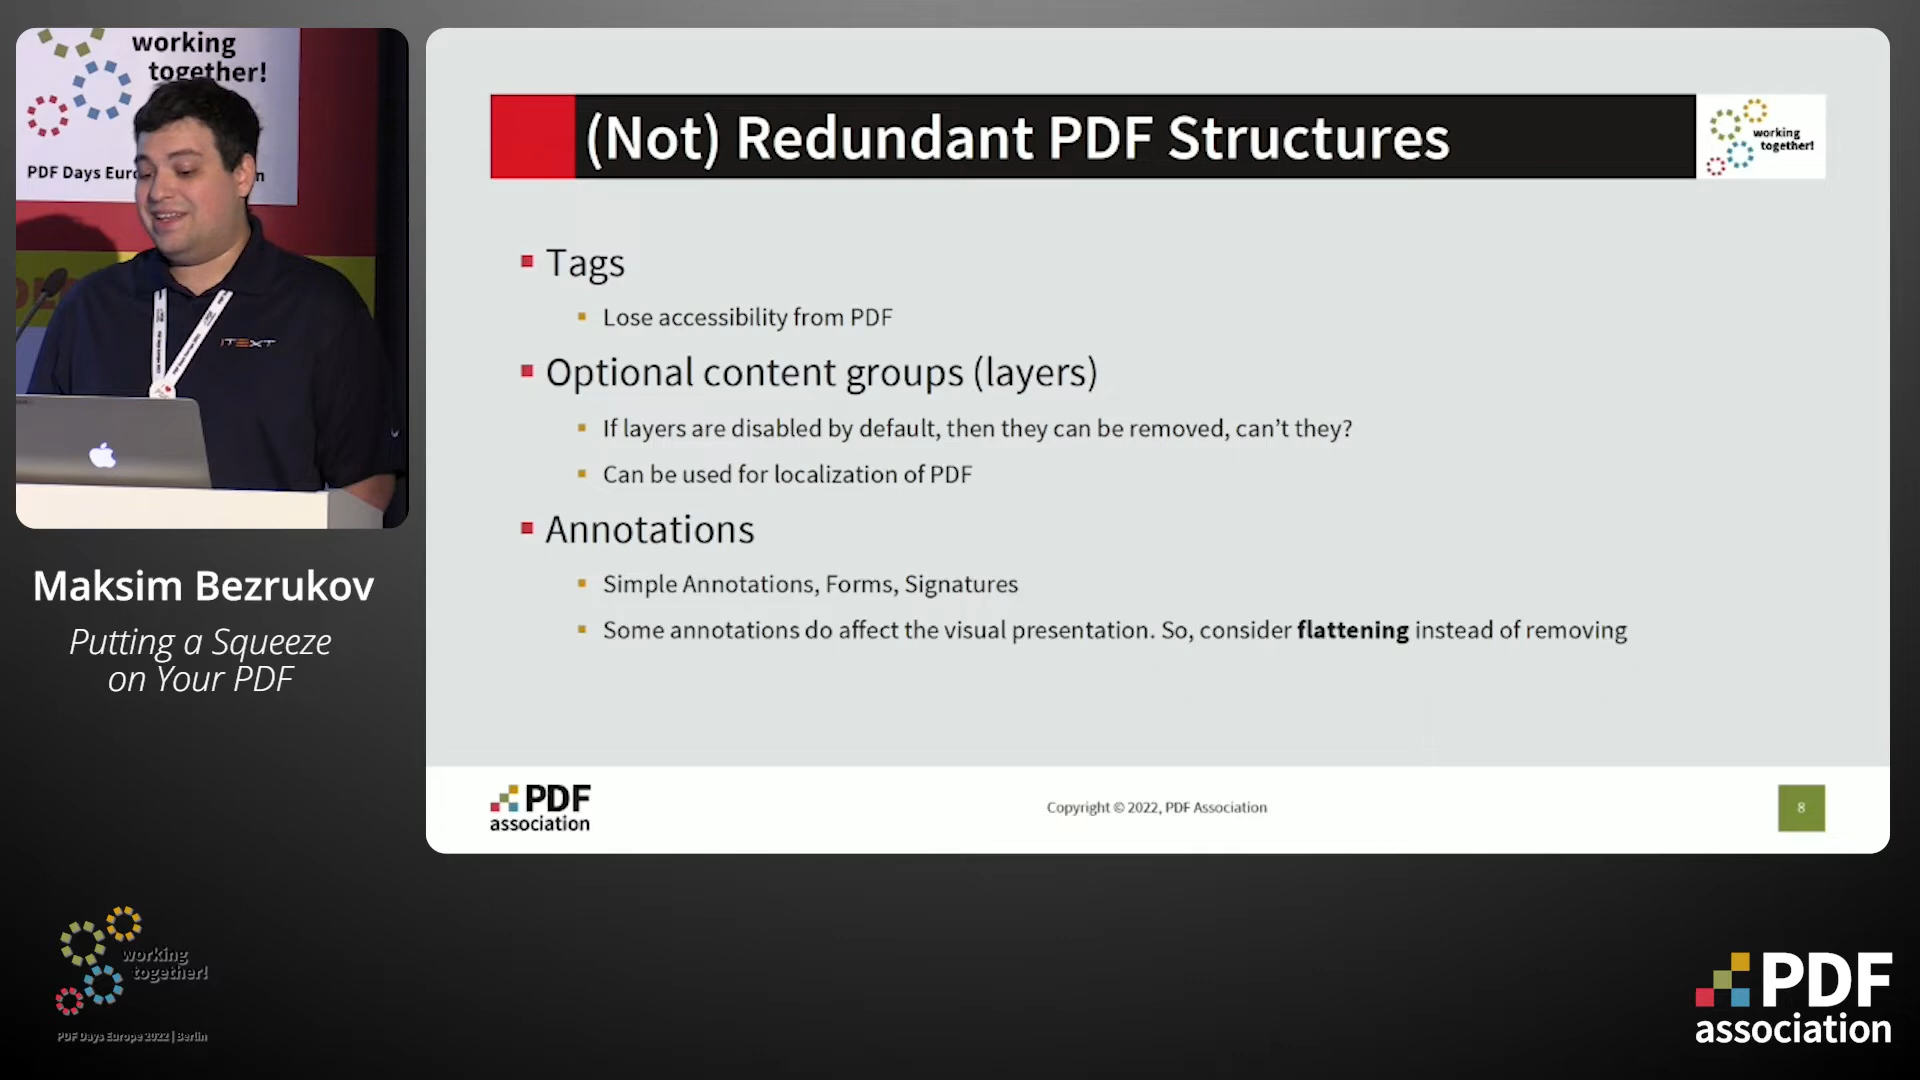 working
together!
PDF Days Euro
n
ITEXT
Maksim Bezrukov
Putting a Squeeze
on Your PDF
(Not) Redundant PDF Structures
working
together!
Tags
Lose accessibility from PDF
Optional content groups (layers)
If layers are disabled by default, then they can be removed, can’t they?
Can be used for localization of PDF
Annotations
Simple Annotations, Forms, Signatures
Some annotations do affect the visual presentation. So, consider flattening instead of removing
PDF
association
Copyright © 2022, PDF Association
8
working
together!
PDF Days Europe 2022 | Berlin
PDF
association